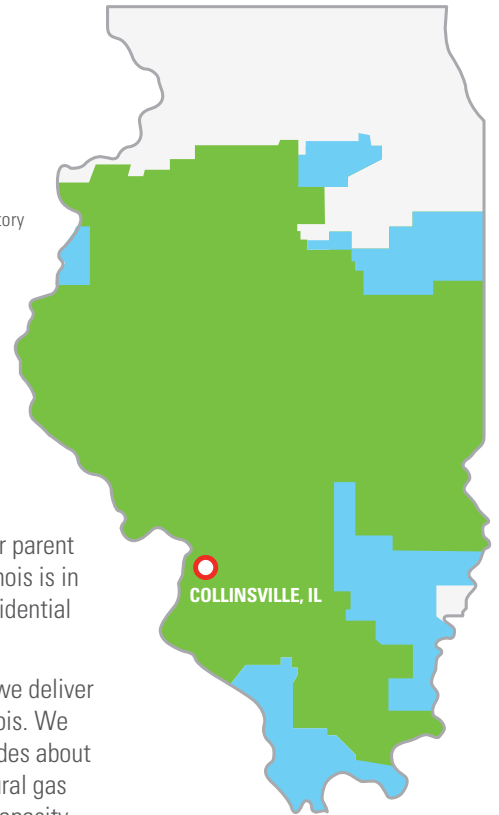 tory
COLLINSVILLE, IL
r parent
nois is in
idential
we deliver
ois. We
des about
ural gas